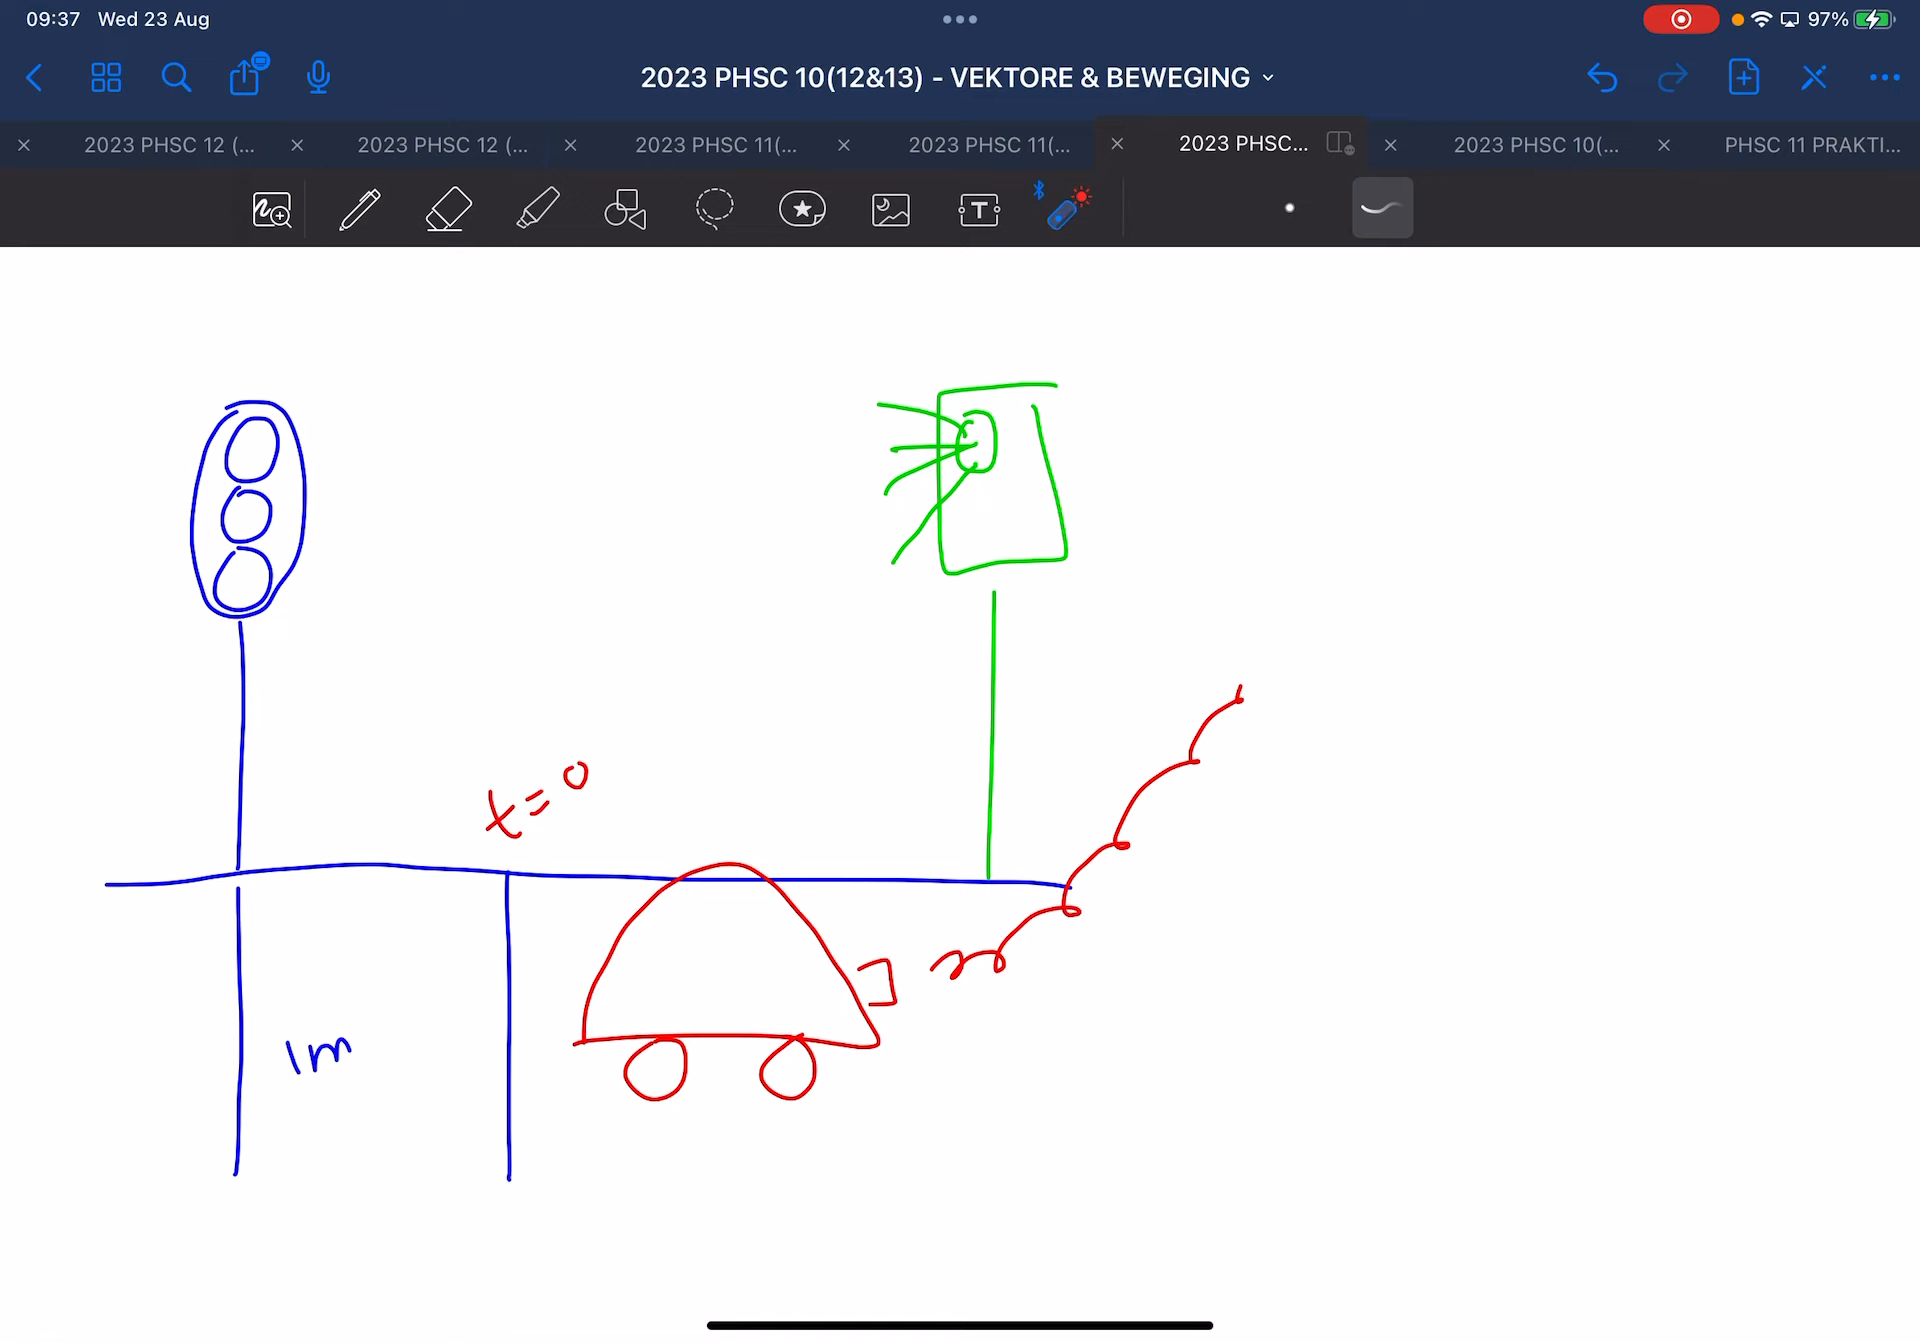 09:37 Wed 23 Aug
97%
2023 PHSC 10(12&13) - VEKTORE & BEWEGING
2023 PHSC 12 (... 2023 PHSC 12 (... 2023 PHSC 11(... 2023 PHSC 11(... 2023 PHSC... 2023 PHSC 10(... PHSC 11 PRAKTI...
T
t=0
1m